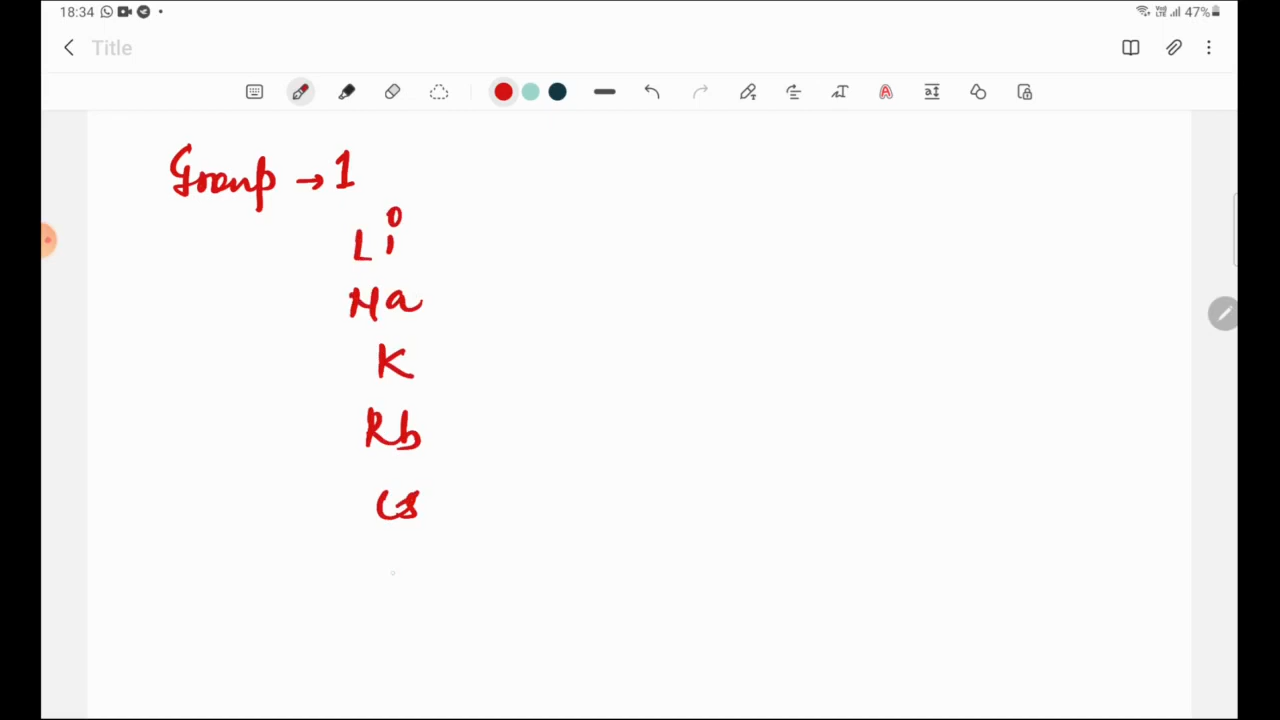 18:34 47%
Title
Group → 1
Li
Na
K
Rb
Cs